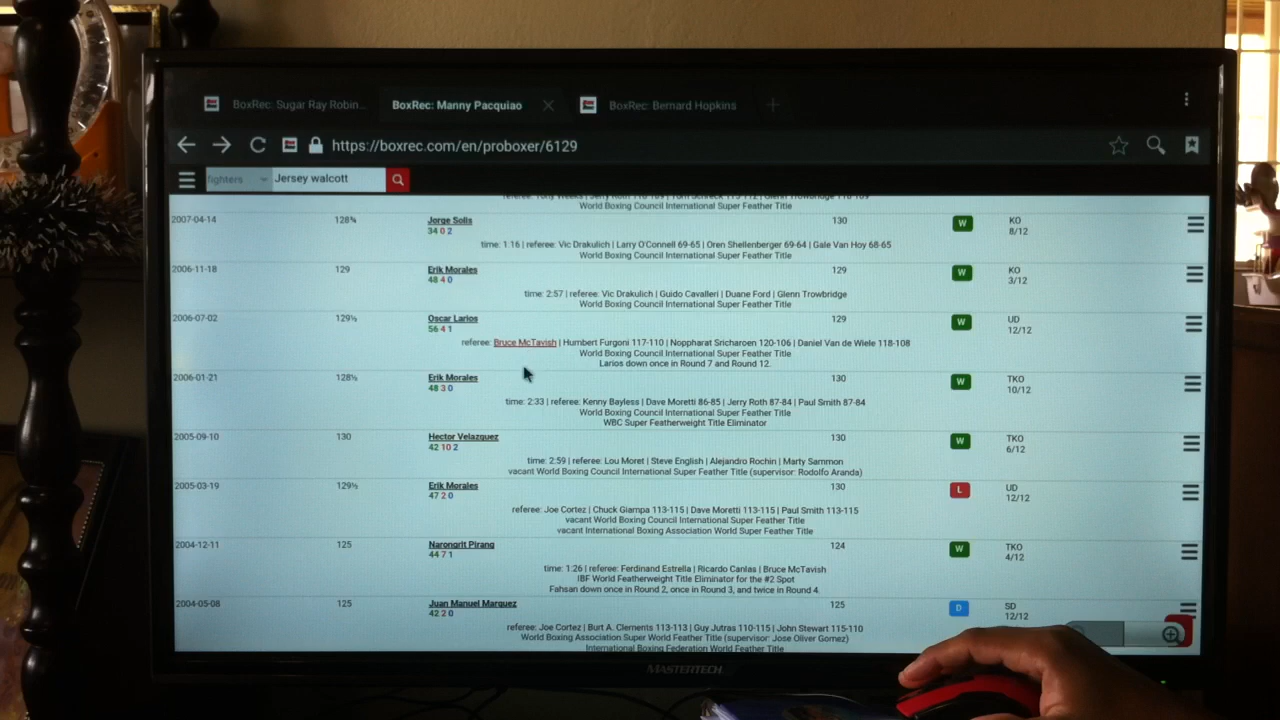 BoxRec: Sugar Ray Robin...
BoxRec: Manny Pacquiao
BoxRec: Bernard Hopkins
https://boxrec.com/en/proboxer/6129
fighters
Jersey walcott
World Boxing Council International Super Feather Title
2007-04-14 128¾ Jorge Solis 130 W KO
34 0 2 8/12
time: 1:16 | referee: Vic Drakulich | Larry O'Connell 69-65 | Oren Shellenberger 69-64 | Gale Van Hoy 68-65
World Boxing Council International Super Feather Title
2006-11-18 129 Erik Morales 129 W KO
48 4 0 3/12
time: 2:57 | referee: Vic Drakulich | Guido Cavalleri | Duane Ford | Glenn Trowbridge
World Boxing Council International Super Feather Title
2006-07-02 129½ Oscar Larios 129 W UD
56 4 1 12/12
referee: Bruce McTavish | Humbert Furgoni 117-110 | Noppharat Sricharoen 120-106 | Daniel Van de Wiele 118-108
World Boxing Council International Super Feather Title
Larios down once in Round 7 and Round 12.
2006-01-21 128¾ Erik Morales 130 W TKO
48 3 0 10/12
time: 2:33 | referee: Kenny Bayless | Dave Moretti 86-85 | Jerry Roth 87-84 | Paul Smith 87-84
World Boxing Council International Super Feather Title
WBC Super Featherweight Title Eliminator
2005-09-10 130 Hector Velazquez 130 W TKO
42 10 2 6/12
time: 2:59 | referee: Lou Moret | Steve English | Alejandro Rochin | Marty Sammon
vacant World Boxing Council International Super Feather Title (supervisor: Rodolfo Aranda)
2005-03-19 129½ Erik Morales 130 L UD
47 2 0 12/12
referee: Joe Cortez | Chuck Giampa 113-115 | Dave Moretti 113-115 | Paul Smith 113-115
vacant World Boxing Council International Super Feather Title
vacant International Boxing Association World Super Feather Title
2004-12-11 125 Narongrit Pirang 124 W TKO
44 7 1 4/12
time: 1:26 | referee: Ferdinand Estrella | Ricardo Canlas | Bruce McTavish
IBF World Featherweight Title Eliminator for the #2 Spot
Fahsan down once in Round 2, once in Round 3, and twice in Round 4.
2004-05-08 125 Juan Manuel Marquez 125 D SD
42 2 0 12/12
referee: Joe Cortez | Burt A. Clements 113-113 | Guy Jutras 110-115 | John Stewart 115-110
World Boxing Association Super World Feather Title (supervisor: Jose Oliver Gomez)
International Boxing Federation World Feather Title
MASTERTECH